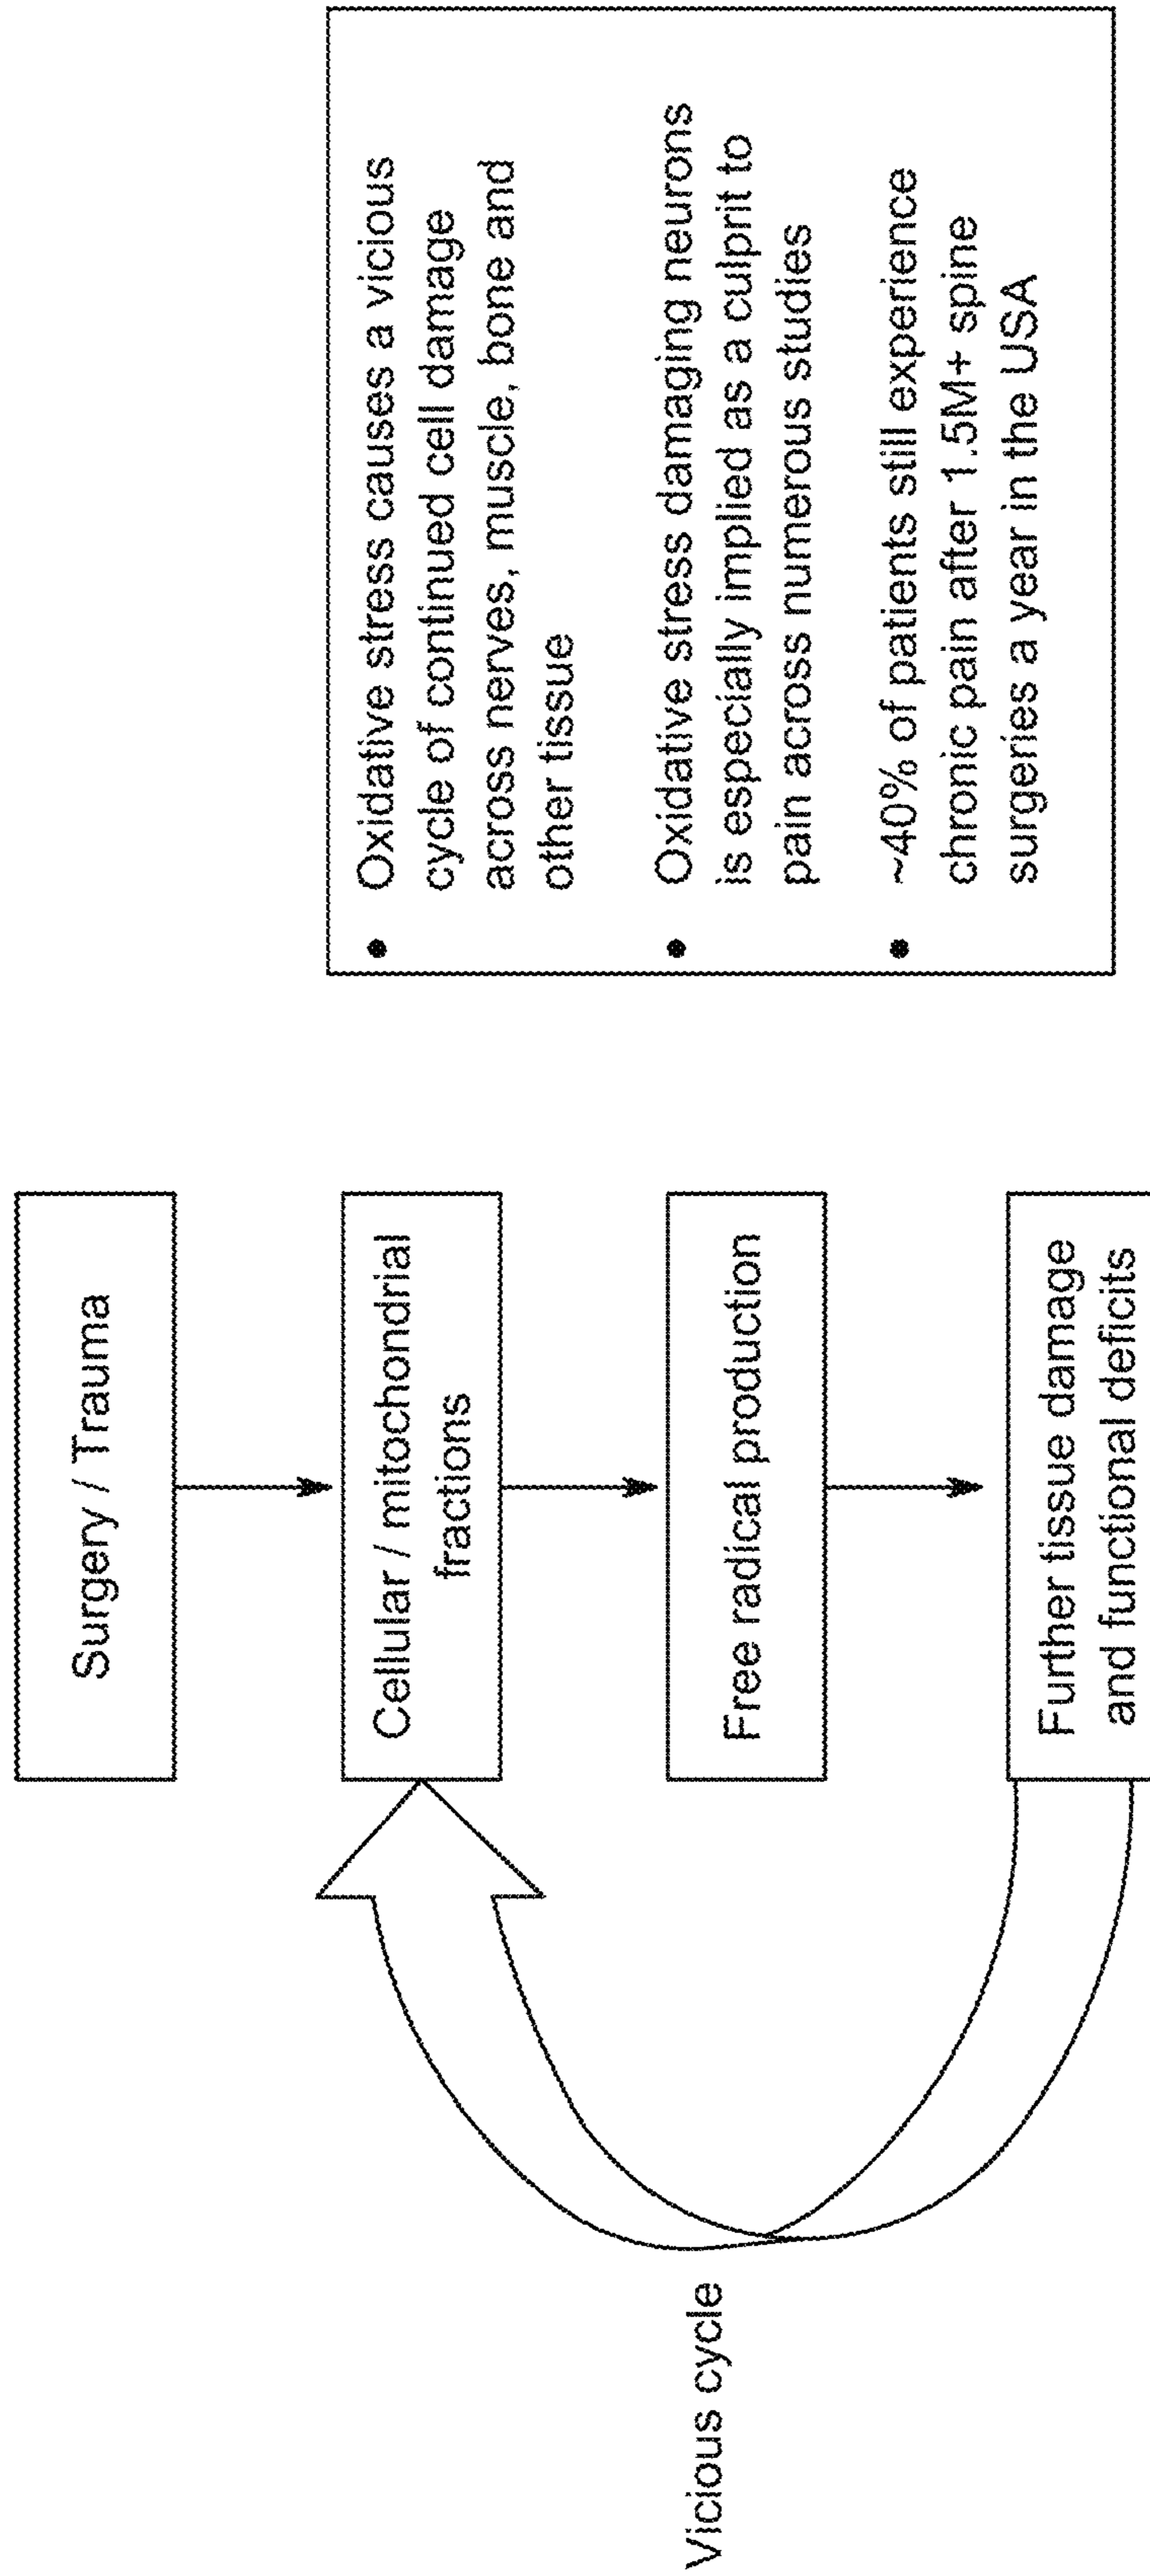 Surgery / Trauma
Cellular / mitochondrial
fractions
Free radical production
Further tissue damage
and functional deficits
Vicious cycle
• Oxidative stress causes a vicious
cycle of continued cell damage
across nerves, muscle, bone and
other tissue
• Oxidative stress damaging neurons
is especially implied as a culprit to
pain across numerous studies
• ~40% of patients still experience
chronic pain after 1.5M+ spine
surgeries a year in the USA